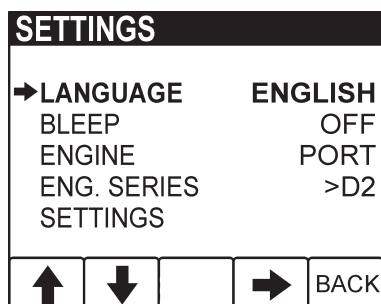 SETTINGS
LANGUAGE ENGLISH
BLEEP OFF
ENGINE PORT
ENG. SERIES >D2
SETTINGS
BACK